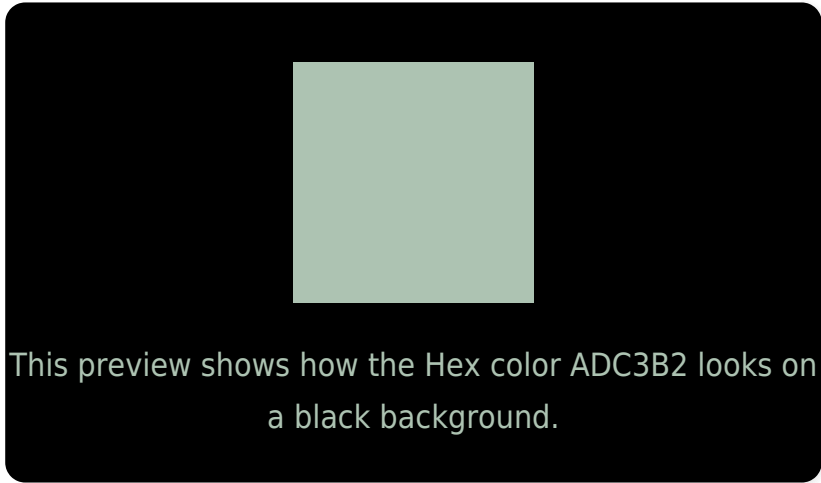 This preview shows how the Hex color ADC3B2 looks on
a black background.